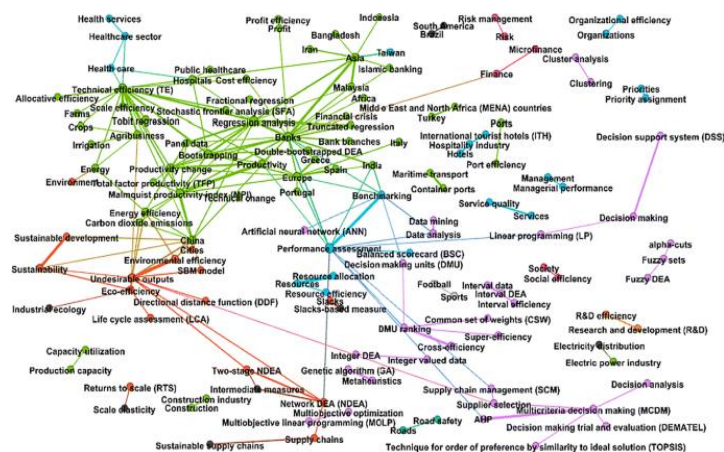 Health services
Healthcare sector
Health care
Profit efficiency
Profit
Indonesia
Bangladesh
Iran
Asia
Taiwan
Islamic banking
South America
Brazil
Risk management
Risk
Microfinance
Finance
Organizational efficiency
Organizations
Cluster analysis
Clustering
Priorities
Priority assignment
Public healthcare
Hospitals
Cost efficiency
Malaysia
Africa
Technical efficiency (TE)
Allocative efficiency
Scale efficiency
Farms
Tobit regression
Crops
Agribusiness
Irrigation
Fractional regression
Stochastic frontier analysis (SFA)
Regression analysis
Financial crisis
Truncated regression
Middle East and North Africa (MENA) countries
Turkey
Ports
Panel data
Banks
Bank branches
Italy
Bootstrapping
Double-bootstrapped DEA
Greece
International tourist hotels (ITH)
Hospitality industry
Hotels
Port efficiency
Decision support system (DSS)
Energy
Environment
Productivity change
Productivity
Spain
India
Total factor productivity (TFP)
Europe
Malmquist productivity index (MPI)
Technical change
Portugal
Benchmarking
Maritime transport
Container ports
Management
Managerial performance
Service quality
Services
Energy efficiency
Carbon dioxide emissions
Artificial neural network (ANN)
Data mining
Data analysis
Linear programming (LP)
Decision making
Sustainable development
China
Cities
Performance assessment
Environmental efficiency
Sustainability
SBM model
Undesirable outputs
Eco-efficiency
Balanced scorecard (BSC)
Decision making units (DMU)
alpha-cuts
Fuzzy sets
Fuzzy DEA
Society
Social efficiency
Resource allocation
Resources
Resource efficiency
Slacks
Slacks-based measure
Football
Sports
Interval data
Interval DEA
Interval efficiency
Industrial ecology
Directional distance function (DDF)
Life cycle assessment (LCA)
Common set of weights (CSW)
DMU ranking
Super-efficiency
Cross-efficiency
R&D efficiency
Research and development (R&D)
Electricity distribution
Electric power industry
Capacity utilization
Production capacity
Integer DEA
Integer valued data
Two-stage NDEA
Genetic algorithm (GA)
Metaheuristics
Returns to scale (RTS)
Scale elasticity
Intermediate measures
Construction industry
Construction
Network DEA (NDEA)
Multiobjective optimization
Multiobjective linear programming (MOLP)
Supply chain management (SCM)
Supplier selection
Decision analysis
Multicriteria decision making (MCDM)
AHP
Road safety
Roads
Decision making trial and evaluation (DEMATEL)
Sustainable supply chains
Supply chains
Technique for order of preference by similarity to ideal solution (TOPSIS)